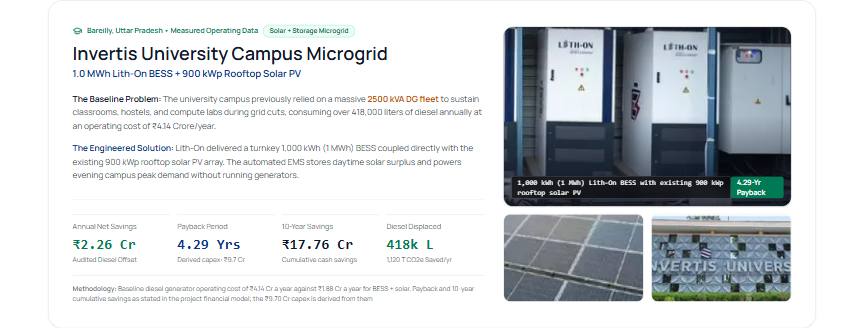 Bareilly, Uttar Pradesh • Measured Operating Data
Solar + Storage Microgrid
Invertis University Campus Microgrid
1.0 MWh Lith-On BESS + 900 kWp Rooftop Solar PV
The Baseline Problem: The university campus previously relied on a massive 2500 kVA DG fleet to sustain
classrooms, hostels, and compute labs during grid cuts, consuming over 418,000 liters of diesel annually at
an operating cost of ₹4.14 Crore/year.
The Engineered Solution: Lith-On delivered a turnkey 1,000 kWh (1 MWh) BESS coupled directly with the
existing 900 kWp rooftop solar PV array. The automated EMS stores daytime solar surplus and powers
evening campus peak demand without running generators.
Annual Net Savings
₹2.26 Cr
Audited Diesel Offset
Payback Period
4.29 Yrs
Derived capex: ₹9.7 Cr
10-Year Savings
₹17.76 Cr
Cumulative cash savings
Diesel Displaced
418k L
1,120 T CO2e Saved/yr
Methodology: Baseline diesel generator operating cost of ₹4.14 Cr a year against ₹1.88 Cr a year for BESS + solar. Payback and 10-year
cumulative savings as stated in the project financial model; the ₹9.70 Cr capex is derived from them
LITH-ON
LITH-ON
1,000 kWh (1 MWh) Lith-On BESS with existing 900 kWp
rooftop solar PV
4.29-Yr
Payback
NVERTIS UNIVERS